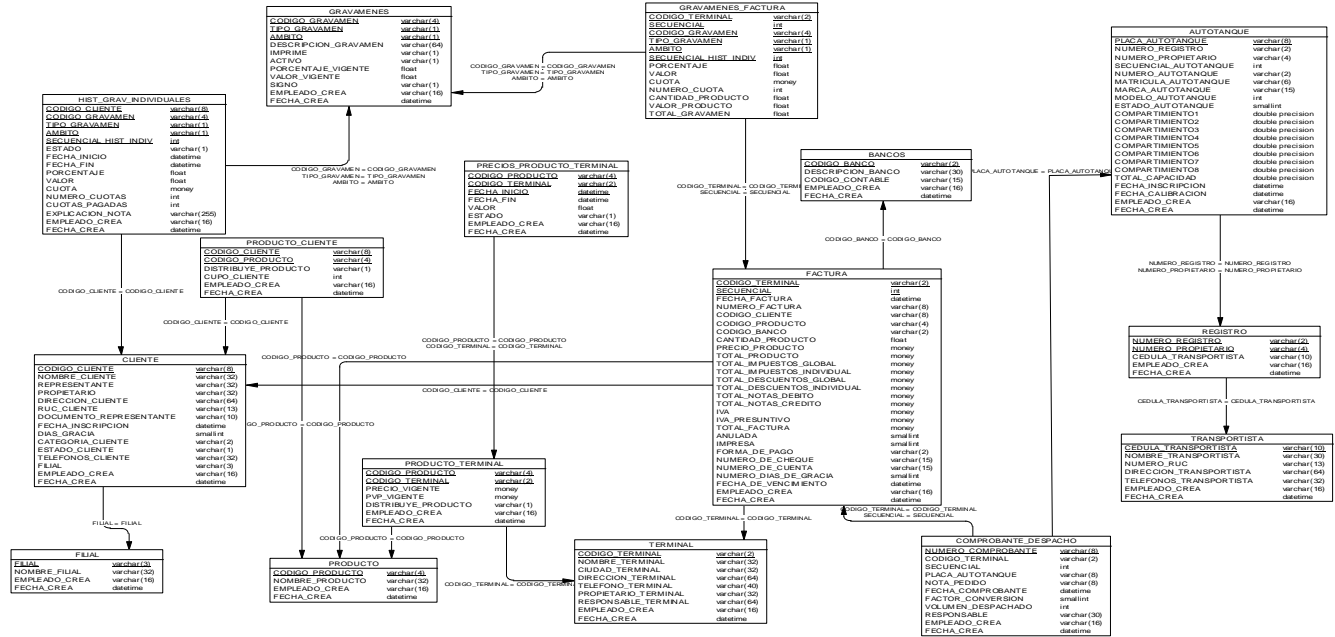 GRAVAMENES
CODIGO_GRAVAMEN varchar(4)
TIPO_GRAVAMEN varchar(1)
AMBITO varchar(1)
DESCRIPCION_GRAVAMEN varchar(64)
IMPRIME varchar(1)
ACTIVO varchar(1)
PORCENTAJE_VIGENTE float
VALOR_VIGENTE float
SIGNO varchar(1)
EMPLEADO_CREA varchar(16)
FECHA_CREA datetime
GRAVAMENES_FACTURA
CODIGO_TERMINAL varchar(2)
SECUENCIAL int
CODIGO_GRAVAMEN varchar(4)
TIPO_GRAVAMEN varchar(1)
AMBITO varchar(1)
SECUENCIAL_HIST_INDIV int
PORCENTAJE float
VALOR float
CUOTA money
NUMERO_CUOTA int
CANTIDAD_PRODUCTO float
VALOR_PRODUCTO float
TOTAL_GRAVAMEN float
CODIGO_GRAVAMEN = CODIGO_GRAVAMEN
TIPO_GRAVAMEN = TIPO_GRAVAMEN
AMBITO = AMBITO
AUTOTANQUE
PLACA_AUTOTANQUE varchar(8)
NUMERO_REGISTRO varchar(2)
NUMERO_PROPIETARIO varchar(4)
SECUENCIAL_AUTOTANQUE int
NUMERO_AUTOTANQUE varchar(2)
MATRICULA_AUTOTANQUE varchar(6)
MARCA_AUTOTANQUE varchar(15)
MODELO_AUTOTANQUE int
ESTADO_AUTOTANQUE smallint
COMPARTIMIENTO1 double precision
COMPARTIMIENTO2 double precision
COMPARTIMIENTO3 double precision
COMPARTIMIENTO4 double precision
COMPARTIMIENTO5 double precision
COMPARTIMIENTO6 double precision
COMPARTIMIENTO7 double precision
COMPARTIMIENTO8 double precision
TOTAL_CAPACIDAD double precision
FECHA_INSCRIPCION datetime
FECHA_CALIBRACION datetime
EMPLEADO_CREA varchar(16)
FECHA_CREA datetime
HIST_GRAV_INDIVIDUALES
CODIGO_CLIENTE varchar(8)
CODIGO_GRAVAMEN varchar(4)
TIPO_GRAVAMEN varchar(1)
AMBITO varchar(1)
SECUENCIAL_HIST_INDIV int
ESTADO varchar(1)
FECHA_INICIO datetime
FECHA_FIN datetime
PORCENTAJE float
VALOR float
CUOTA money
NUMERO_CUOTAS int
CUOTAS_PAGADAS int
EXPLICACION_NOTA varchar(255)
EMPLEADO_CREA varchar(16)
FECHA_CREA datetime
CODIGO_GRAVAMEN = CODIGO_GRAVAMEN
TIPO_GRAVAMEN = TIPO_GRAVAMEN
AMBITO = AMBITO
PRECIOS_PRODUCTO_TERMINAL
CODIGO_PRODUCTO varchar(4)
CODIGO_TERMINAL varchar(2)
FECHA_INICIO datetime
FECHA_FIN datetime
VALOR float
ESTADO varchar(1)
EMPLEADO_CREA varchar(16)
FECHA_CREA datetime
BANCOS
CODIGO_BANCO varchar(2)
DESCRIPCION_BANCO varchar(30)
CODIGO_CONTABLE varchar(15)
EMPLEADO_CREA varchar(16)
FECHA_CREA datetime
PLACA_AUTOTANQUE = PLACA_AUTOTANQ
CODIGO_TERMINAL = CODIGO_TERMI
SECUENCIAL = SECUENCIAL
CODIGO_BANCO = CODIGO_BANCO
PRODUCTO_CLIENTE
CODIGO_CLIENTE varchar(8)
CODIGO_PRODUCTO varchar(4)
DISTRIBUYE_PRODUCTO varchar(1)
CUPO_CLIENTE int
EMPLEADO_CREA varchar(16)
FECHA_CREA datetime
CODIGO_CLIENTE = CODIGO_CLIENTE
CODIGO_CLIENTE = CODIGO_CLIENTE
NUMERO_REGISTRO = NUMERO_REGISTRO
NUMERO_PROPIETARIO = NUMERO_PROPIETARIO
FACTURA
CODIGO_TERMINAL varchar(2)
SECUENCIAL int
FECHA_FACTURA datetime
NUMERO_FACTURA varchar(8)
CODIGO_CLIENTE varchar(8)
CODIGO_PRODUCTO varchar(4)
CODIGO_BANCO varchar(2)
CANTIDAD_PRODUCTO float
PRECIO_PRODUCTO money
TOTAL_PRODUCTO money
TOTAL_IMPUESTOS_GLOBAL money
TOTAL_IMPUESTOS_INDIVIDUAL money
TOTAL_DESCUENTOS_GLOBAL money
TOTAL_DESCUENTOS_INDIVIDUAL money
TOTAL_NOTAS_DEBITO money
TOTAL_NOTAS_CREDITO money
IVA money
IVA_PRESUNTIVO money
TOTAL_FACTURA money
ANULADA smallint
IMPRESA smallint
FORMA_DE_PAGO varchar(2)
NUMERO_DE_CHEQUE varchar(15)
NUMERO_DE_CUENTA varchar(15)
NUMERO_DIAS_DE_GRACIA smallint
FECHA_DE_VENCIMIENTO datetime
EMPLEADO_CREA varchar(16)
FECHA_CREA datetime
REGISTRO
NUMERO_REGISTRO varchar(2)
NUMERO_PROPIETARIO varchar(4)
CEDULA_TRANSPORTISTA varchar(10)
EMPLEADO_CREA varchar(16)
FECHA_CREA datetime
CODIGO_PRODUCTO = CODIGO_PRODUCTO
CODIGO_TERMINAL = CODIGO_TERMINAL
CODIGO_PRODUCTO = CODIGO_PRODUCTO
CODIGO_CLIENTE = CODIGO_CLIENTE
CLIENTE
CODIGO_CLIENTE varchar(8)
NOMBRE_CLIENTE varchar(32)
REPRESENTANTE varchar(32)
PROPIETARIO varchar(32)
DIRECCION_CLIENTE varchar(64)
RUC_CLIENTE varchar(13)
DOCUMENTO_REPRESENTANTE varchar(10)
FECHA_INSCRIPCION datetime
DIAS_GRACIA smallint
CATEGORIA_CLIENTE varchar(2)
ESTADO_CLIENTE varchar(1)
TELEFONOS_CLIENTE varchar(32)
FILIAL varchar(3)
EMPLEADO_CREA varchar(16)
FECHA_CREA datetime
GO_PRODUCTO = CODIGO_PRODUCTO
CEDULA_TRANSPORTISTA = CEDULA_TRANSPORTISTA
TRANSPORTISTA
CEDULA_TRANSPORTISTA varchar(10)
NOMBRE_TRANSPORTISTA varchar(30)
NUMERO_RUC varchar(13)
DIRECCION_TRANSPORTISTA varchar(64)
TELEFONOS_TRANSPORTISTA varchar(32)
EMPLEADO_CREA varchar(16)
FECHA_CREA datetime
PRODUCTO_TERMINAL
CODIGO_PRODUCTO varchar(4)
CODIGO_TERMINAL varchar(2)
PRECIO_VIGENTE money
PVP_VIGENTE money
DISTRIBUYE_PRODUCTO varchar(1)
EMPLEADO_CREA varchar(16)
FECHA_CREA datetime
CODIGO_TERMINAL = CODIGO_TERMINAL
CODIGO_TERMINAL = CODIGO_TERMINAL
SECUENCIAL = SECUENCIAL
FILIAL = FILIAL
CODIGO_PRODUCTO = CODIGO_PRODUCTO
FILIAL
FILIAL varchar(3)
NOMBRE_FILIAL varchar(32)
EMPLEADO_CREA varchar(16)
FECHA_CREA datetime
PRODUCTO
CODIGO_PRODUCTO varchar(4)
NOMBRE_PRODUCTO varchar(32)
EMPLEADO_CREA varchar(16)
FECHA_CREA datetime
CODIGO_TERMINAL = CODIGO_TERMIN
TERMINAL
CODIGO_TERMINAL varchar(2)
NOMBRE_TERMINAL varchar(32)
CIUDAD_TERMINAL varchar(32)
DIRECCION_TERMINAL varchar(64)
TELEFONO_TERMINAL varchar(40)
PROPIETARIO_TERMINAL varchar(32)
RESPONSABLE_TERMINAL varchar(64)
EMPLEADO_CREA varchar(16)
FECHA_CREA datetime
COMPROBANTE_DESPACHO
NUMERO_COMPROBANTE varchar(8)
CODIGO_TERMINAL varchar(2)
SECUENCIAL int
PLACA_AUTOTANQUE varchar(8)
NOTA_PEDIDO varchar(8)
FECHA_COMPROBANTE datetime
FACTOR_CONVERSION smallint
VOLUMEN_DESPACHADO int
RESPONSABLE varchar(30)
EMPLEADO_CREA varchar(16)
FECHA_CREA datetime